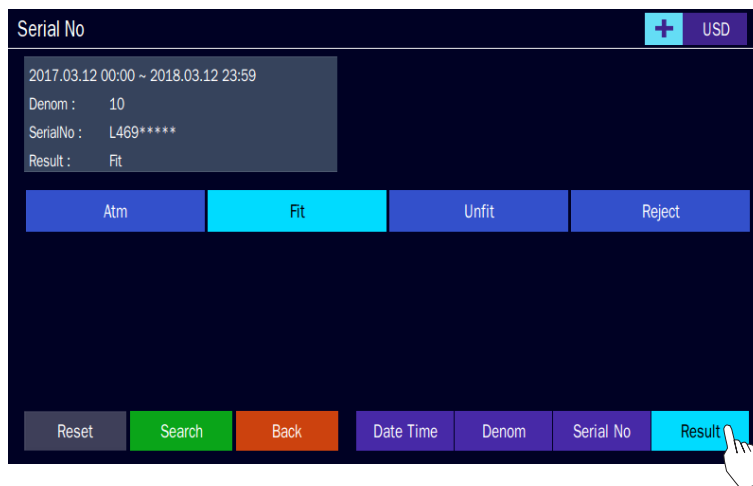 Serial No
+ USD
2017.03.12 00:00 ~ 2018.03.12 23:59
Denom : 10
SerialNo : L469*****
Result : Fit
Atm Fit Unfit Reject
Reset Search Back Date Time Denom Serial No Result